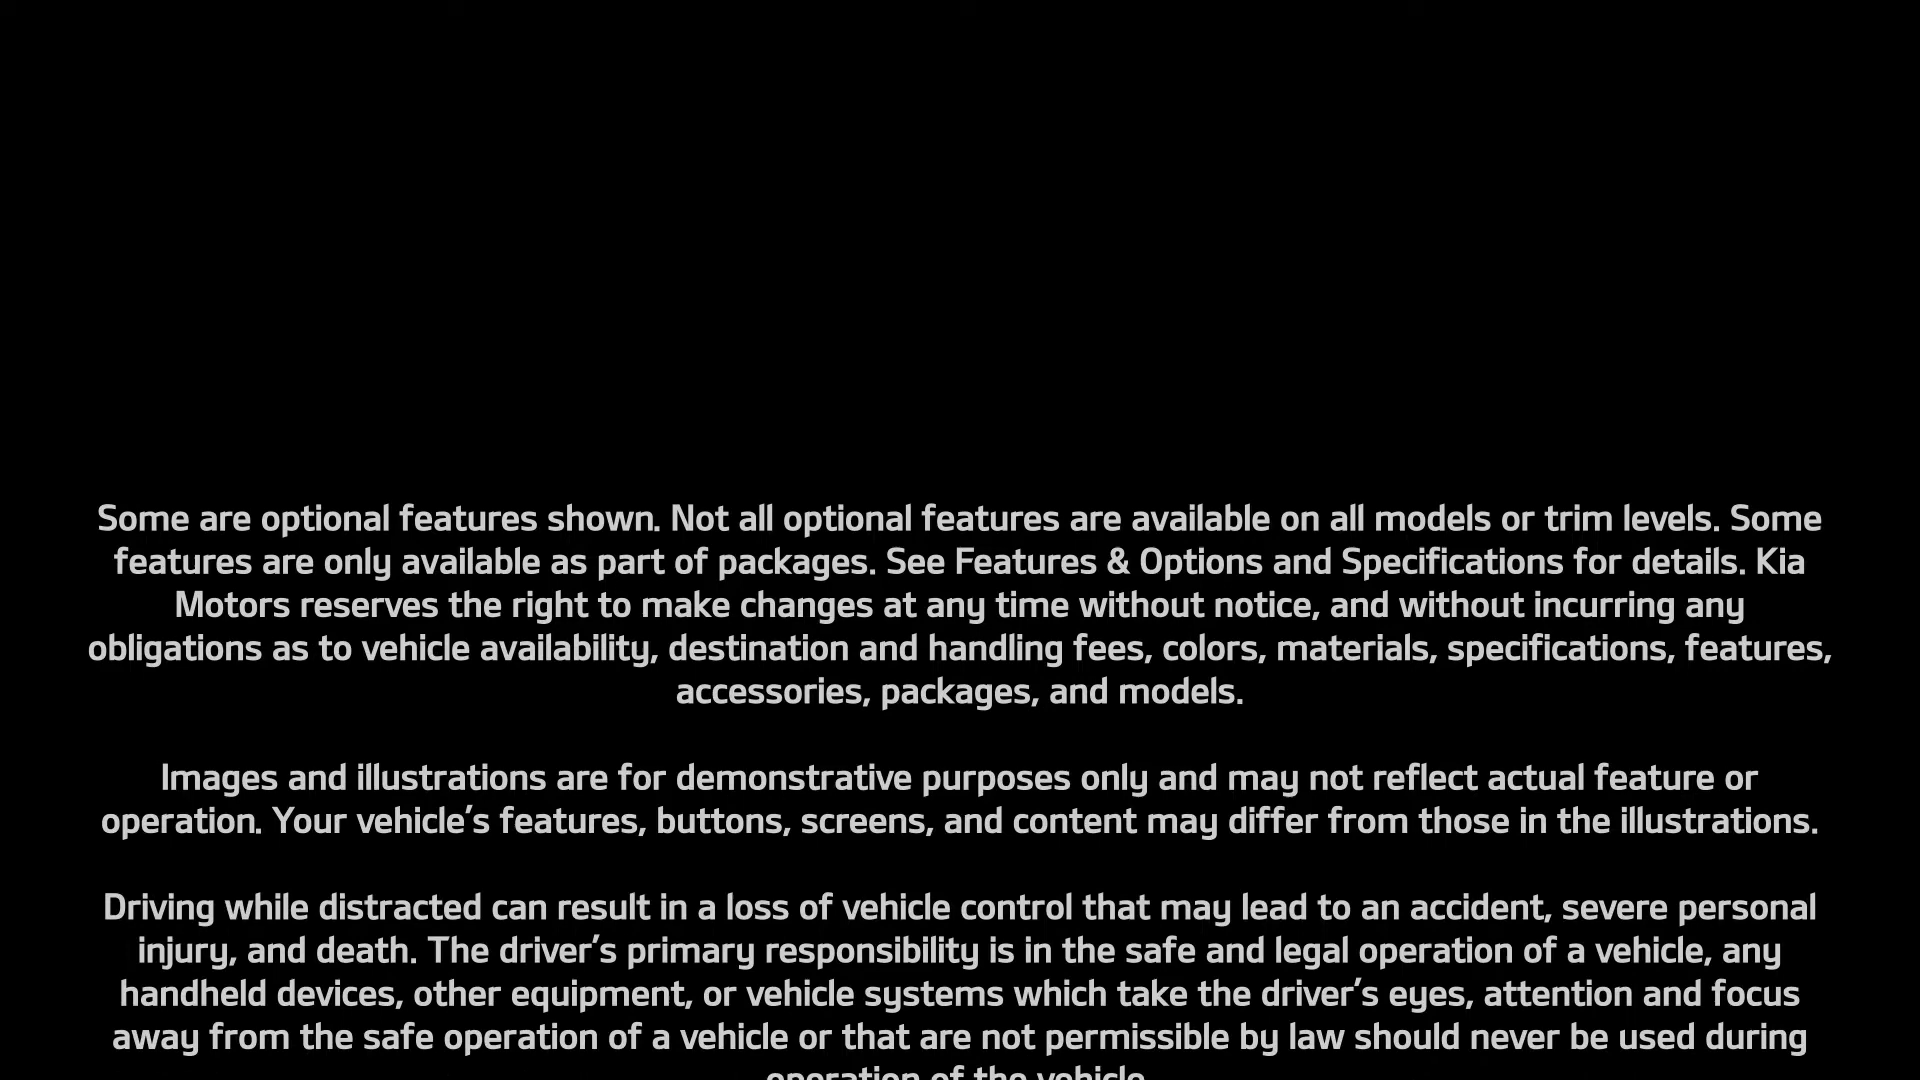 Some are optional features shown. Not all optional features are available on all models or trim levels. Some
features are only available as part of packages. See Features & Options and Specifications for details. Kia
Motors reserves the right to make changes at any time without notice, and without incurring any
obligations as to vehicle availability, destination and handling fees, colors, materials, specifications, features,
accessories, packages, and models.
Images and illustrations are for demonstrative purposes only and may not reflect actual feature or
operation. Your vehicle’s features, buttons, screens, and content may differ from those in the illustrations.
Driving while distracted can result in a loss of vehicle control that may lead to an accident, severe personal
injury, and death. The driver’s primary responsibility is in the safe and legal operation of a vehicle, any
handheld devices, other equipment, or vehicle systems which take the driver’s eyes, attention and focus
away from the safe operation of a vehicle or that are not permissible by law should never be used during
operation of the vehicle.